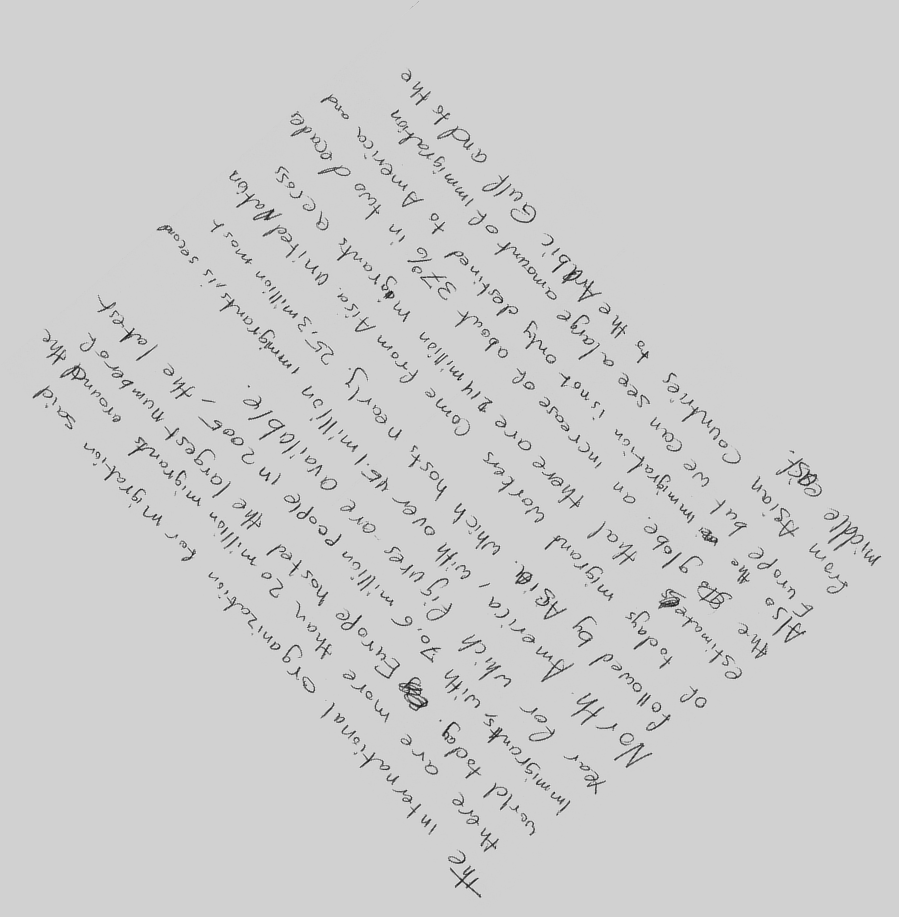 The international organization for migration said
there are more than 20 million migrants around the
world today. Europe hosted the largest number of
Immigrants, with 70.6 million people in 2005, the latest
Year for which figures are available.
North America, with over 45.1 million immigrants, is second
followed by Asia. which hosts nearly 25,3 million most
of todays migrant workers come from Aisa. United Nation
estimates that there are 214 million migrants across
the globe. an increase of about 37% in two decade
Also the immigration is not only destined to America and
Europe but we can see a large amount of immigration
from Asian countries to the Arabic Gulf and to the
middle east.